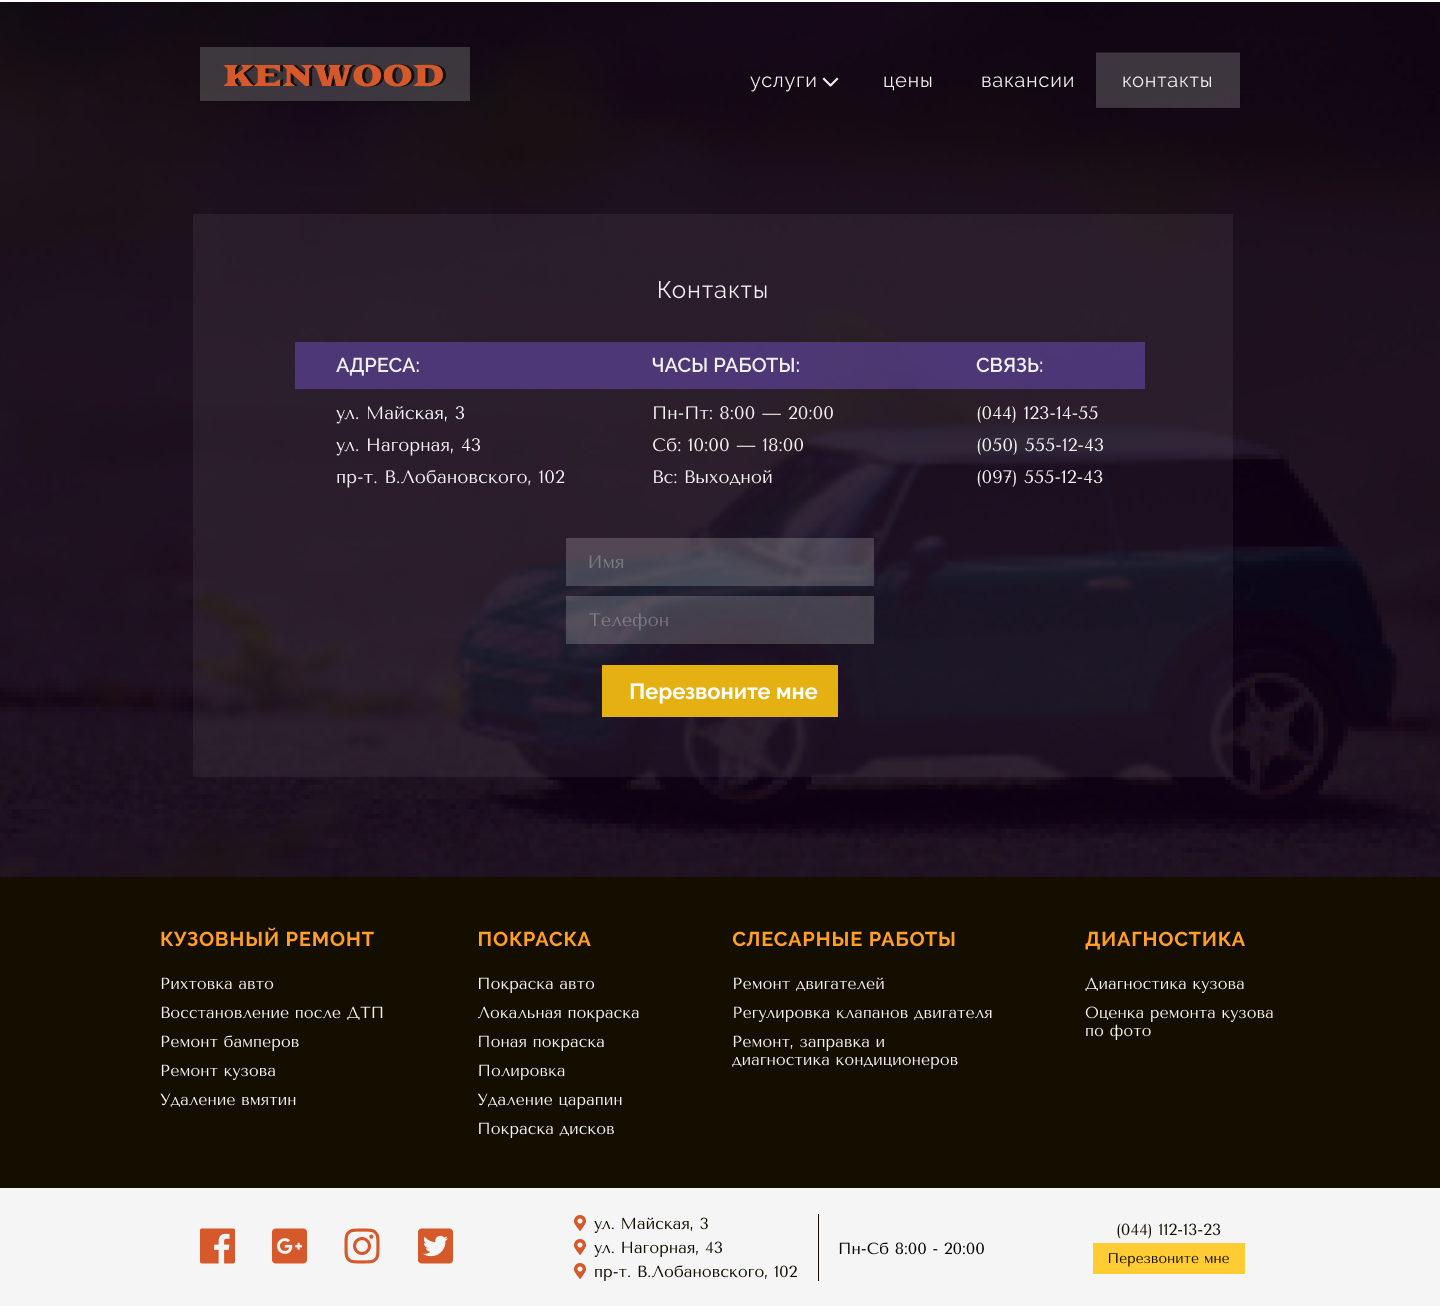 KENWOOD
услуги цены вакансии контакты
Контакты
АДРЕСА: ЧАСЫ РАБОТЫ: СВЯЗЬ:
ул. Майская, 3 Пн-Пт: 8:00 — 20:00 (044) 123-14-55
ул. Нагорная, 43 Сб: 10:00 — 18:00 (050) 555-12-43
пр-т. В.Лобановского, 102 Вс: Выходной (097) 555-12-43
Имя
Телефон
Перезвоните мне
КУЗОВНЫЙ РЕМОНТ
Рихтовка авто
Восстановление после ДТП
Ремонт бамперов
Ремонт кузова
Удаление вмятин
ПОКРАСКА
Покраска авто
Локальная покраска
Поная покраска
Полировка
Удаление царапин
Покраска дисков
СЛЕСАРНЫЕ РАБОТЫ
Ремонт двигателей
Регулировка клапанов двигателя
Ремонт, заправка и
диагностика кондиционеров
ДИАГНОСТИКА
Диагностика кузова
Оценка ремонта кузова
по фото
ул. Майская, 3
ул. Нагорная, 43
пр-т. В.Лобановского, 102
Пн-Сб 8:00 - 20:00
(044) 112-13-23
Перезвоните мне